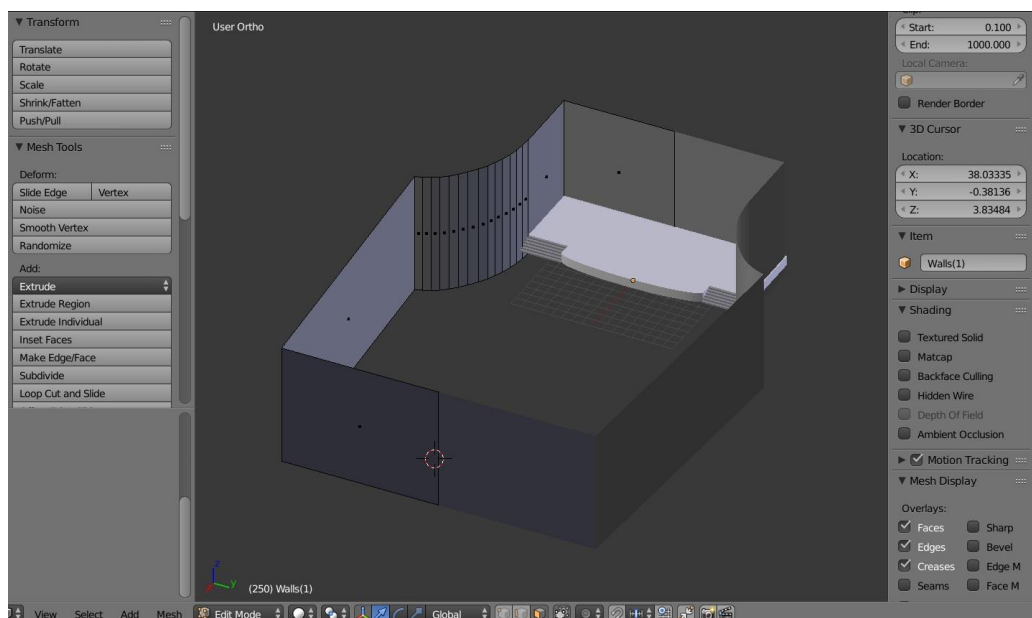 Transform
Translate
Rotate
Scale
Shrink/Fatten
Push/Pull
Mesh Tools
Deform:
Slide Edge Vertex
Noise
Smooth Vertex
Randomize
Add:
Extrude
Extrude Region
Extrude Individual
Inset Faces
Make Edge/Face
Subdivide
Loop Cut and Slide
User Ortho
z
y
(250) Walls(1)
Start: 0.100
End: 1000.000
Local Camera:
Render Border
3D Cursor
Location:
X: 38.03335
Y: -0.38136
Z: 3.83484
Item
Walls(1)
Display
Shading
Textured Solid
Matcap
Backface Culling
Hidden Wire
Depth Of Field
Ambient Occlusion
Motion Tracking
Mesh Display
Overlays:
Faces Sharp
Edges Bevel
Creases Edge M
Seams Face M
View Select Add Mesh Edit Mode Global